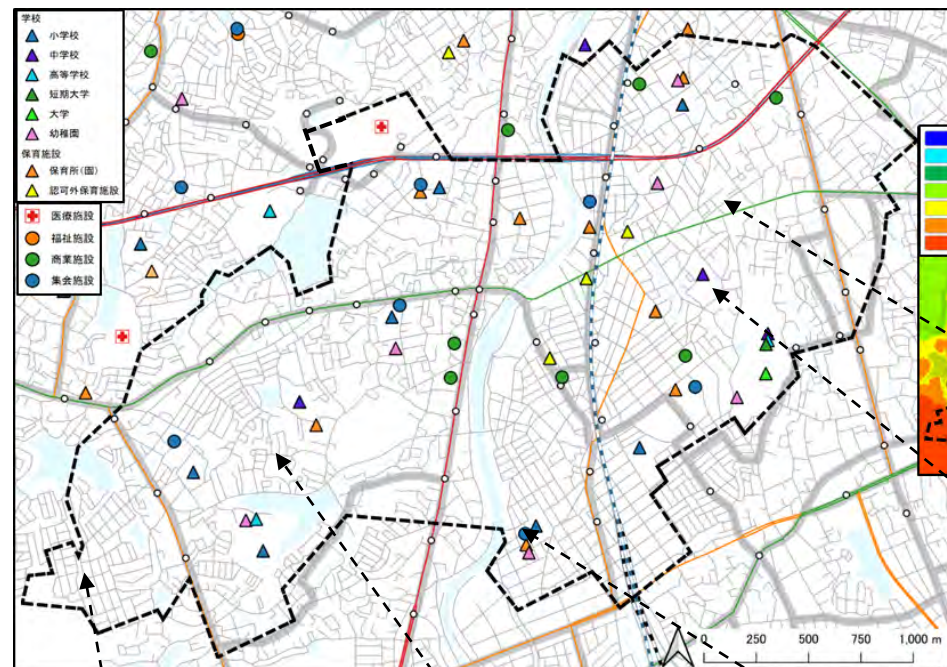 学校
小学校
中学校
高等学校
短期大学
大学
幼稚園
保育施設
保育所(園)
認可外保育施設
医療施設
福祉施設
商業施設
集会施設
0 250 500 750 1,000 m